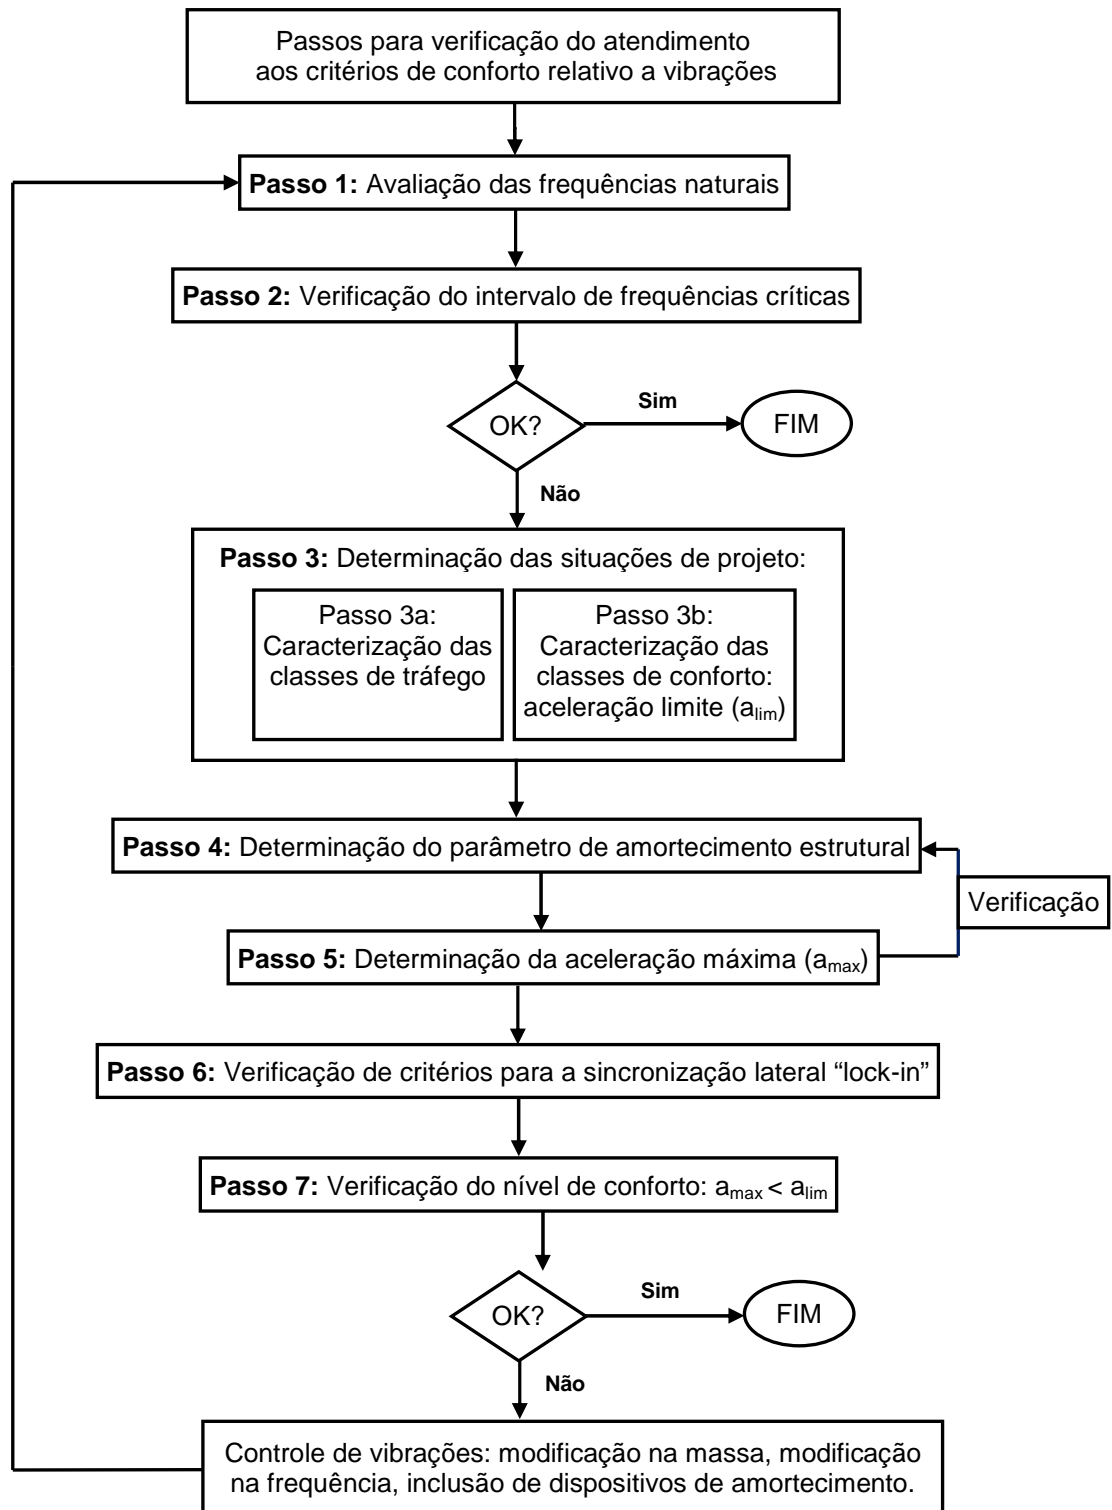 Passos para verificação do atendimento
aos critérios de conforto relativo a vibrações
Passo 1: Avaliação das frequências naturais
Passo 2: Verificação do intervalo de frequências críticas
OK?
Sim
FIM
Não
Passo 3: Determinação das situações de projeto:
Passo 3a:
Caracterização das
classes de tráfego
Passo 3b:
Caracterização das
classes de conforto:
aceleração limite (alim)
Passo 4: Determinação do parâmetro de amortecimento estrutural
Verificação
Passo 5: Determinação da aceleração máxima (amax)
Passo 6: Verificação de critérios para a sincronização lateral “lock-in”
Passo 7: Verificação do nível de conforto: amax < alim
OK?
Sim
FIM
Não
Controle de vibrações: modificação na massa, modificação
na frequência, inclusão de dispositivos de amortecimento.